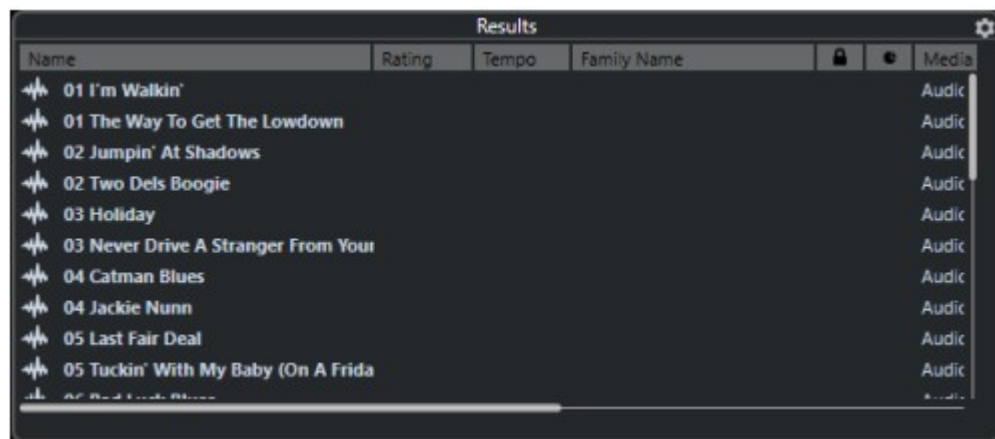 Results
Name Rating Tempo Family Name Media
01 I'm Walkin' Audic
01 The Way To Get The Lowdown Audic
02 Jumpin' At Shadows Audic
02 Two Dels Boogie Audic
03 Holiday Audic
03 Never Drive A Stranger From Your Audic
04 Catman Blues Audic
04 Jackie Nunn Audic
05 Last Fair Deal Audic
05 Tuckin' With My Baby (On A Frida Audic